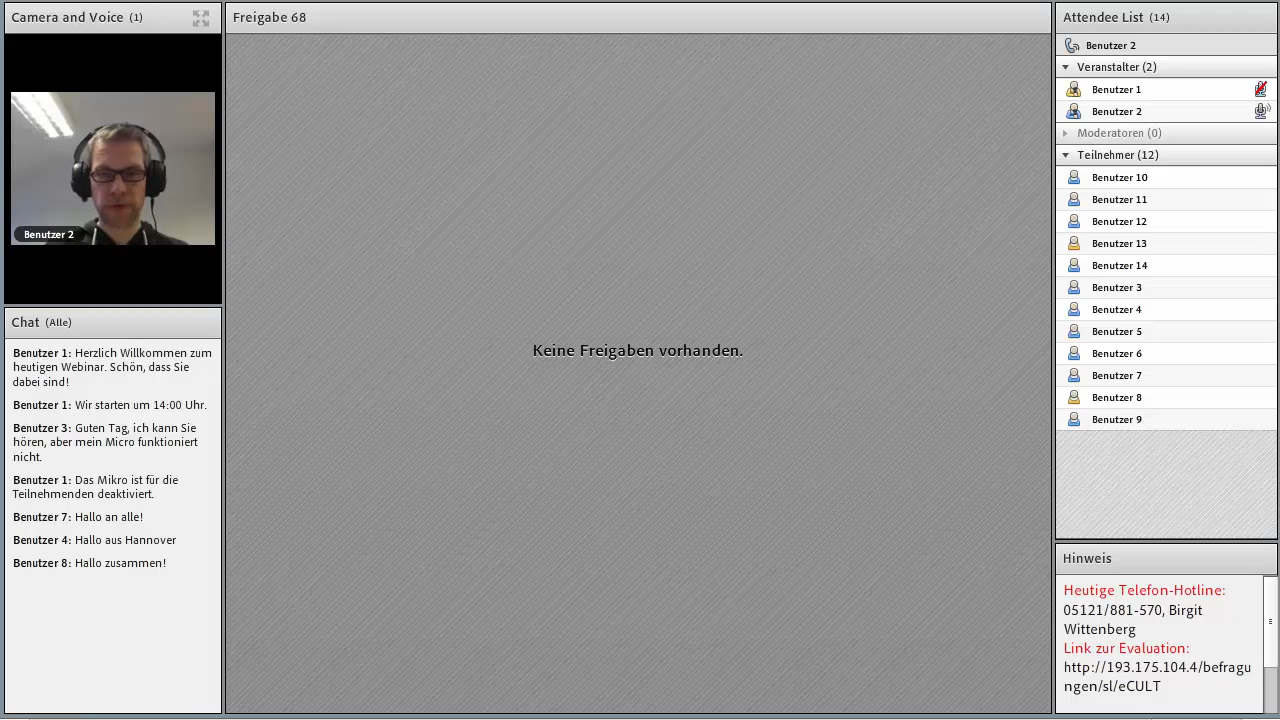 Camera and Voice (1)
Benutzer 2
Chat (Alle)
Benutzer 1: Herzlich Willkommen zum
heutigen Webinar. Schön, dass Sie
dabei sind!
Benutzer 1: Wir starten um 14:00 Uhr.
Benutzer 3: Guten Tag, ich kann Sie
hören, aber mein Micro funktioniert
nicht.
Benutzer 1: Das Mikro ist für die
Teilnehmenden deaktiviert.
Benutzer 7: Hallo an alle!
Benutzer 4: Hallo aus Hannover
Benutzer 8: Hallo zusammen!
Freigabe 68
Keine Freigaben vorhanden.
Attendee List (14)
Benutzer 2
Veranstalter (2)
Benutzer 1
Benutzer 2
Moderatoren (0)
Teilnehmer (12)
Benutzer 10
Benutzer 11
Benutzer 12
Benutzer 13
Benutzer 14
Benutzer 3
Benutzer 4
Benutzer 5
Benutzer 6
Benutzer 7
Benutzer 8
Benutzer 9
Hinweis
Heutige Telefon-Hotline:
05121/881-570, Birgit
Wittenberg
Link zur Evaluation:
http://193.175.104.4/befragu
ngen/sl/eCULT